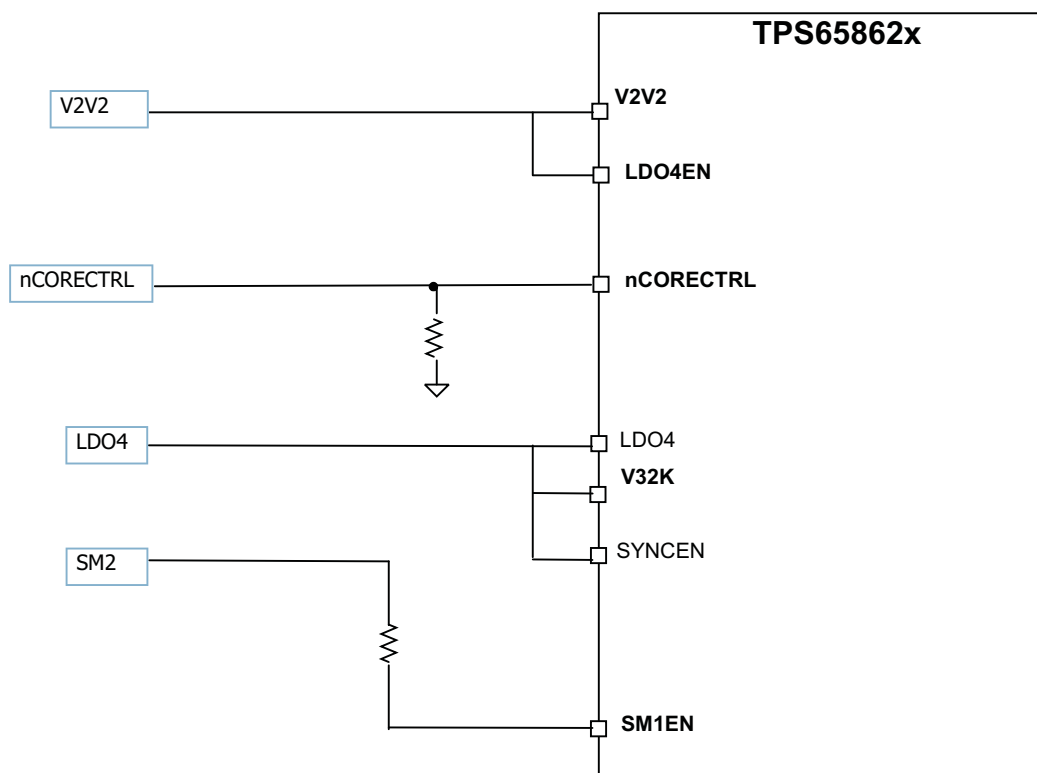 TPS65862x
V2V2
V2V2
LDO4EN
nCORECTRL
nCORECTRL
LDO4
LDO4
V32K
SM2
SYNCEN
SM1EN